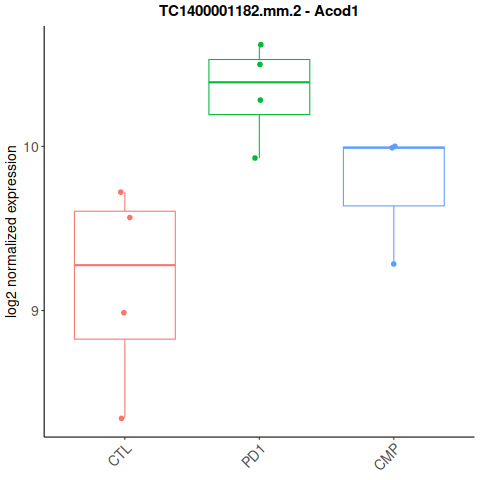 TC1400001182.mm.2 - Acod1
log2 normalized expression
10
9
CTL
PD1
CMP